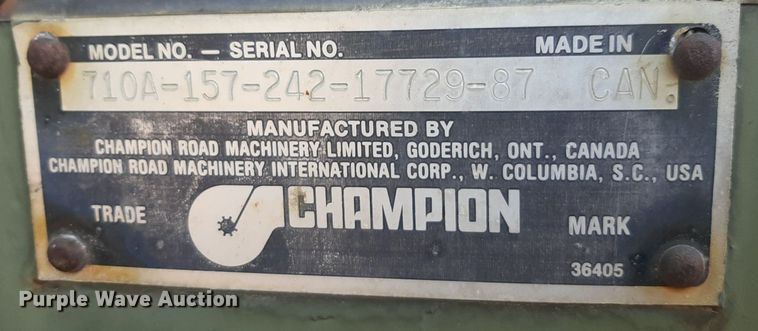 MODEL NO. – SERIAL NO. MADE IN
710A-157-242-17729-87 CAN.
MANUFACTURED BY
CHAMPION ROAD MACHINERY LIMITED, GODERICH, ONT., CANADA
CHAMPION ROAD MACHINERY INTERNATIONAL CORP., W. COLUMBIA, S.C., USA
TRADE CHAMPION MARK
36405
Purple Wave Auction